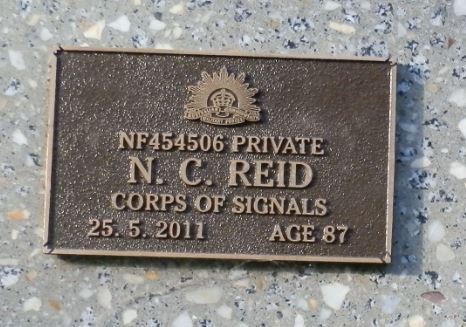 NF454506 PRIVATE
N. C. REID
CORPS OF SIGNALS
25. 5. 2011 AGE 87